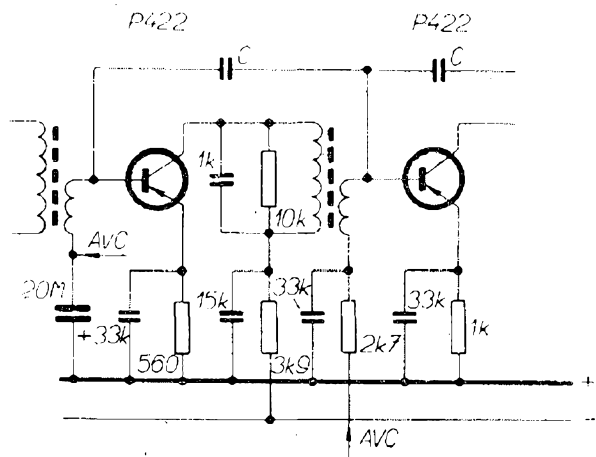 P422 P422
C C
1k
10k
AVC
20M
+ 33k 15k 33k 33k
560 3k9 2k7 1k
+
-
AVC